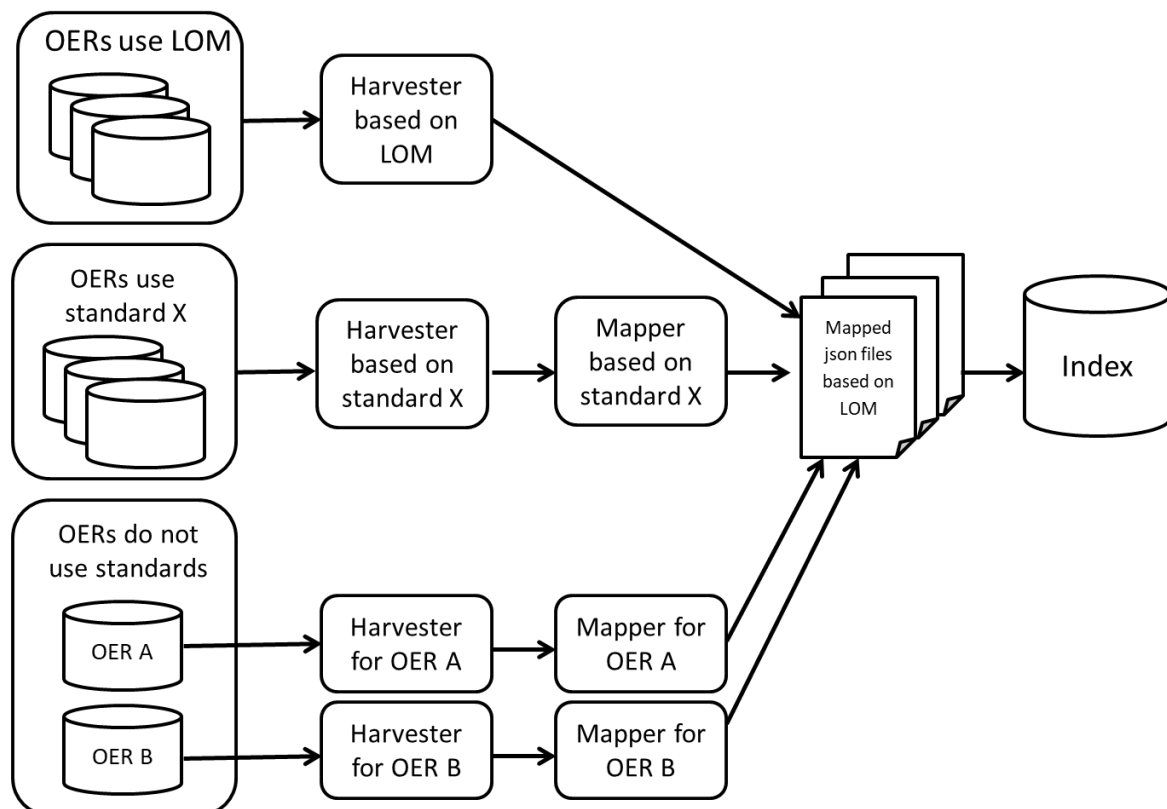 OERs use LOM
Harvester
based on
LOM
OERs use
standard X
Harvester
based on
standard X
Mapper
based on
standard X
Mapped
json files
based on
LOM
Index
OERs do not
use standards
OER A
Harvester
for OER A
Mapper for
OER A
OER B
Harvester
for OER B
Mapper for
OER B